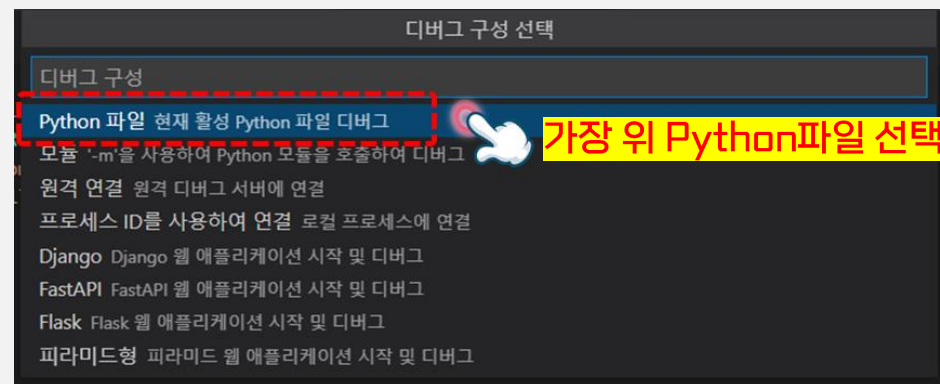 디버그 구성 선택
디버그 구성
Python 파일 현재 활성 Python 파일 디버그
가장 위 Python파일 선택
모듈 '-m'을 사용하여 Python 모듈을 호출하여 디버그
원격 연결 원격 디버그 서버에 연결
프로세스 ID를 사용하여 연결 로컬 프로세스에 연결
Django Django 웹 애플리케이션 시작 및 디버그
FastAPI FastAPI 웹 애플리케이션 시작 및 디버그
Flask Flask 웹 애플리케이션 시작 및 디버그
피라미드형 피라미드 웹 애플리케이션 시작 및 디버그